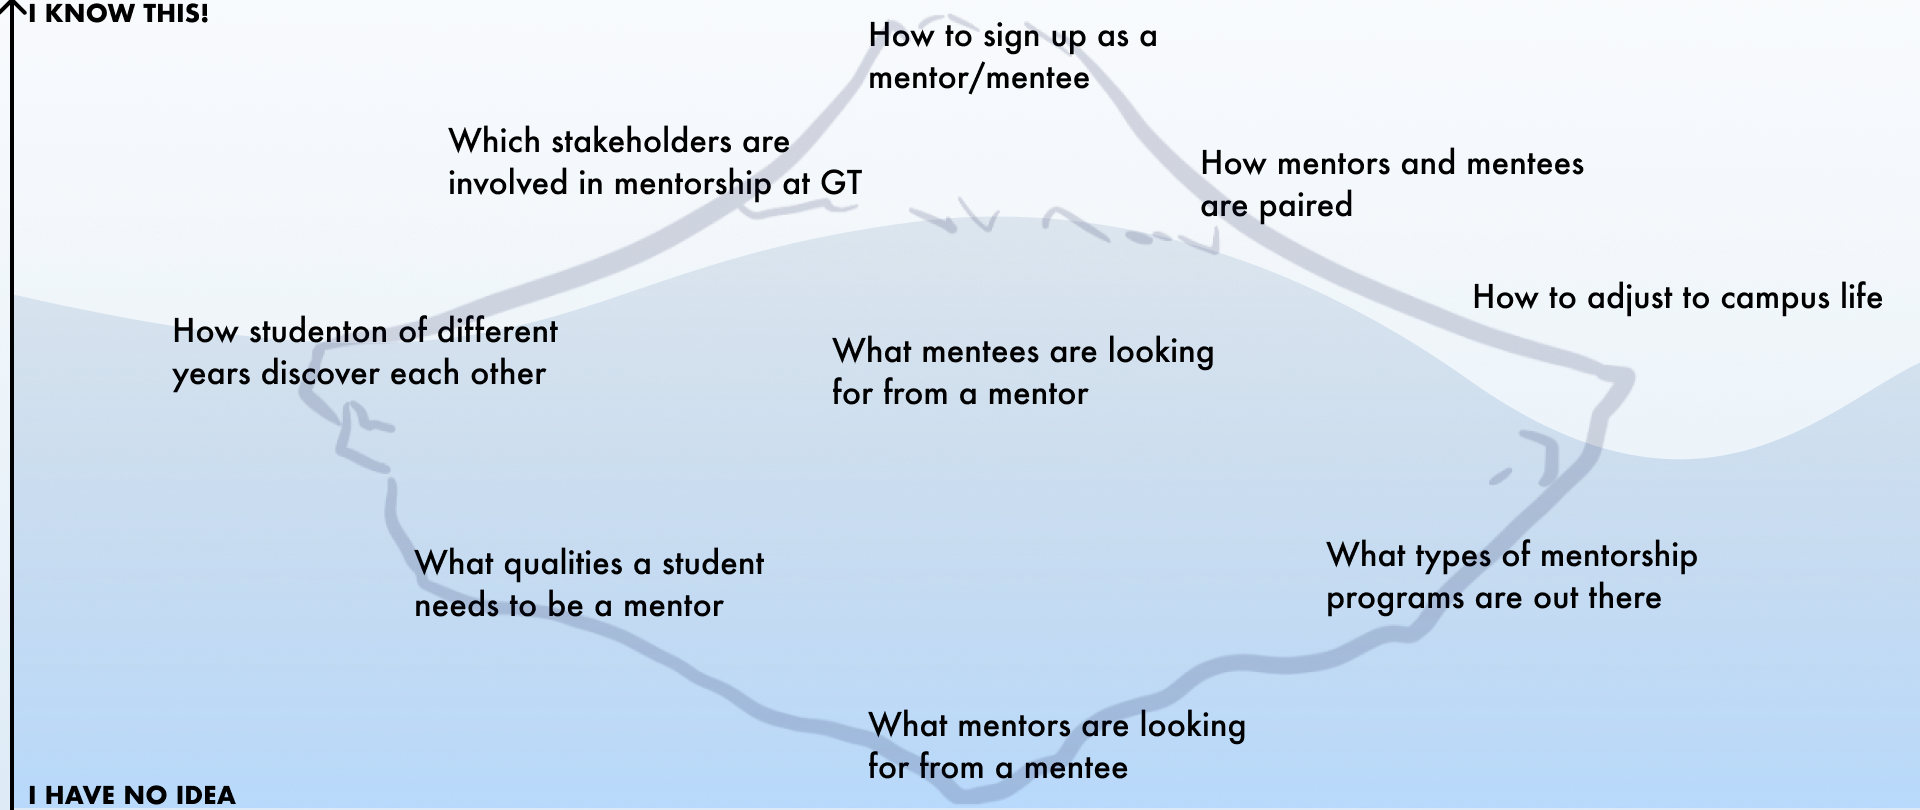 I KNOW THIS!
How to sign up as a
mentor/mentee
Which stakeholders are
involved in mentorship at GT
How mentors and mentees
are paired
How to adjust to campus life
How studenton of different
years discover each other
What mentees are looking
for from a mentor
What qualities a student
needs to be a mentor
What types of mentorship
programs are out there
What mentors are looking
for from a mentee
I HAVE NO IDEA